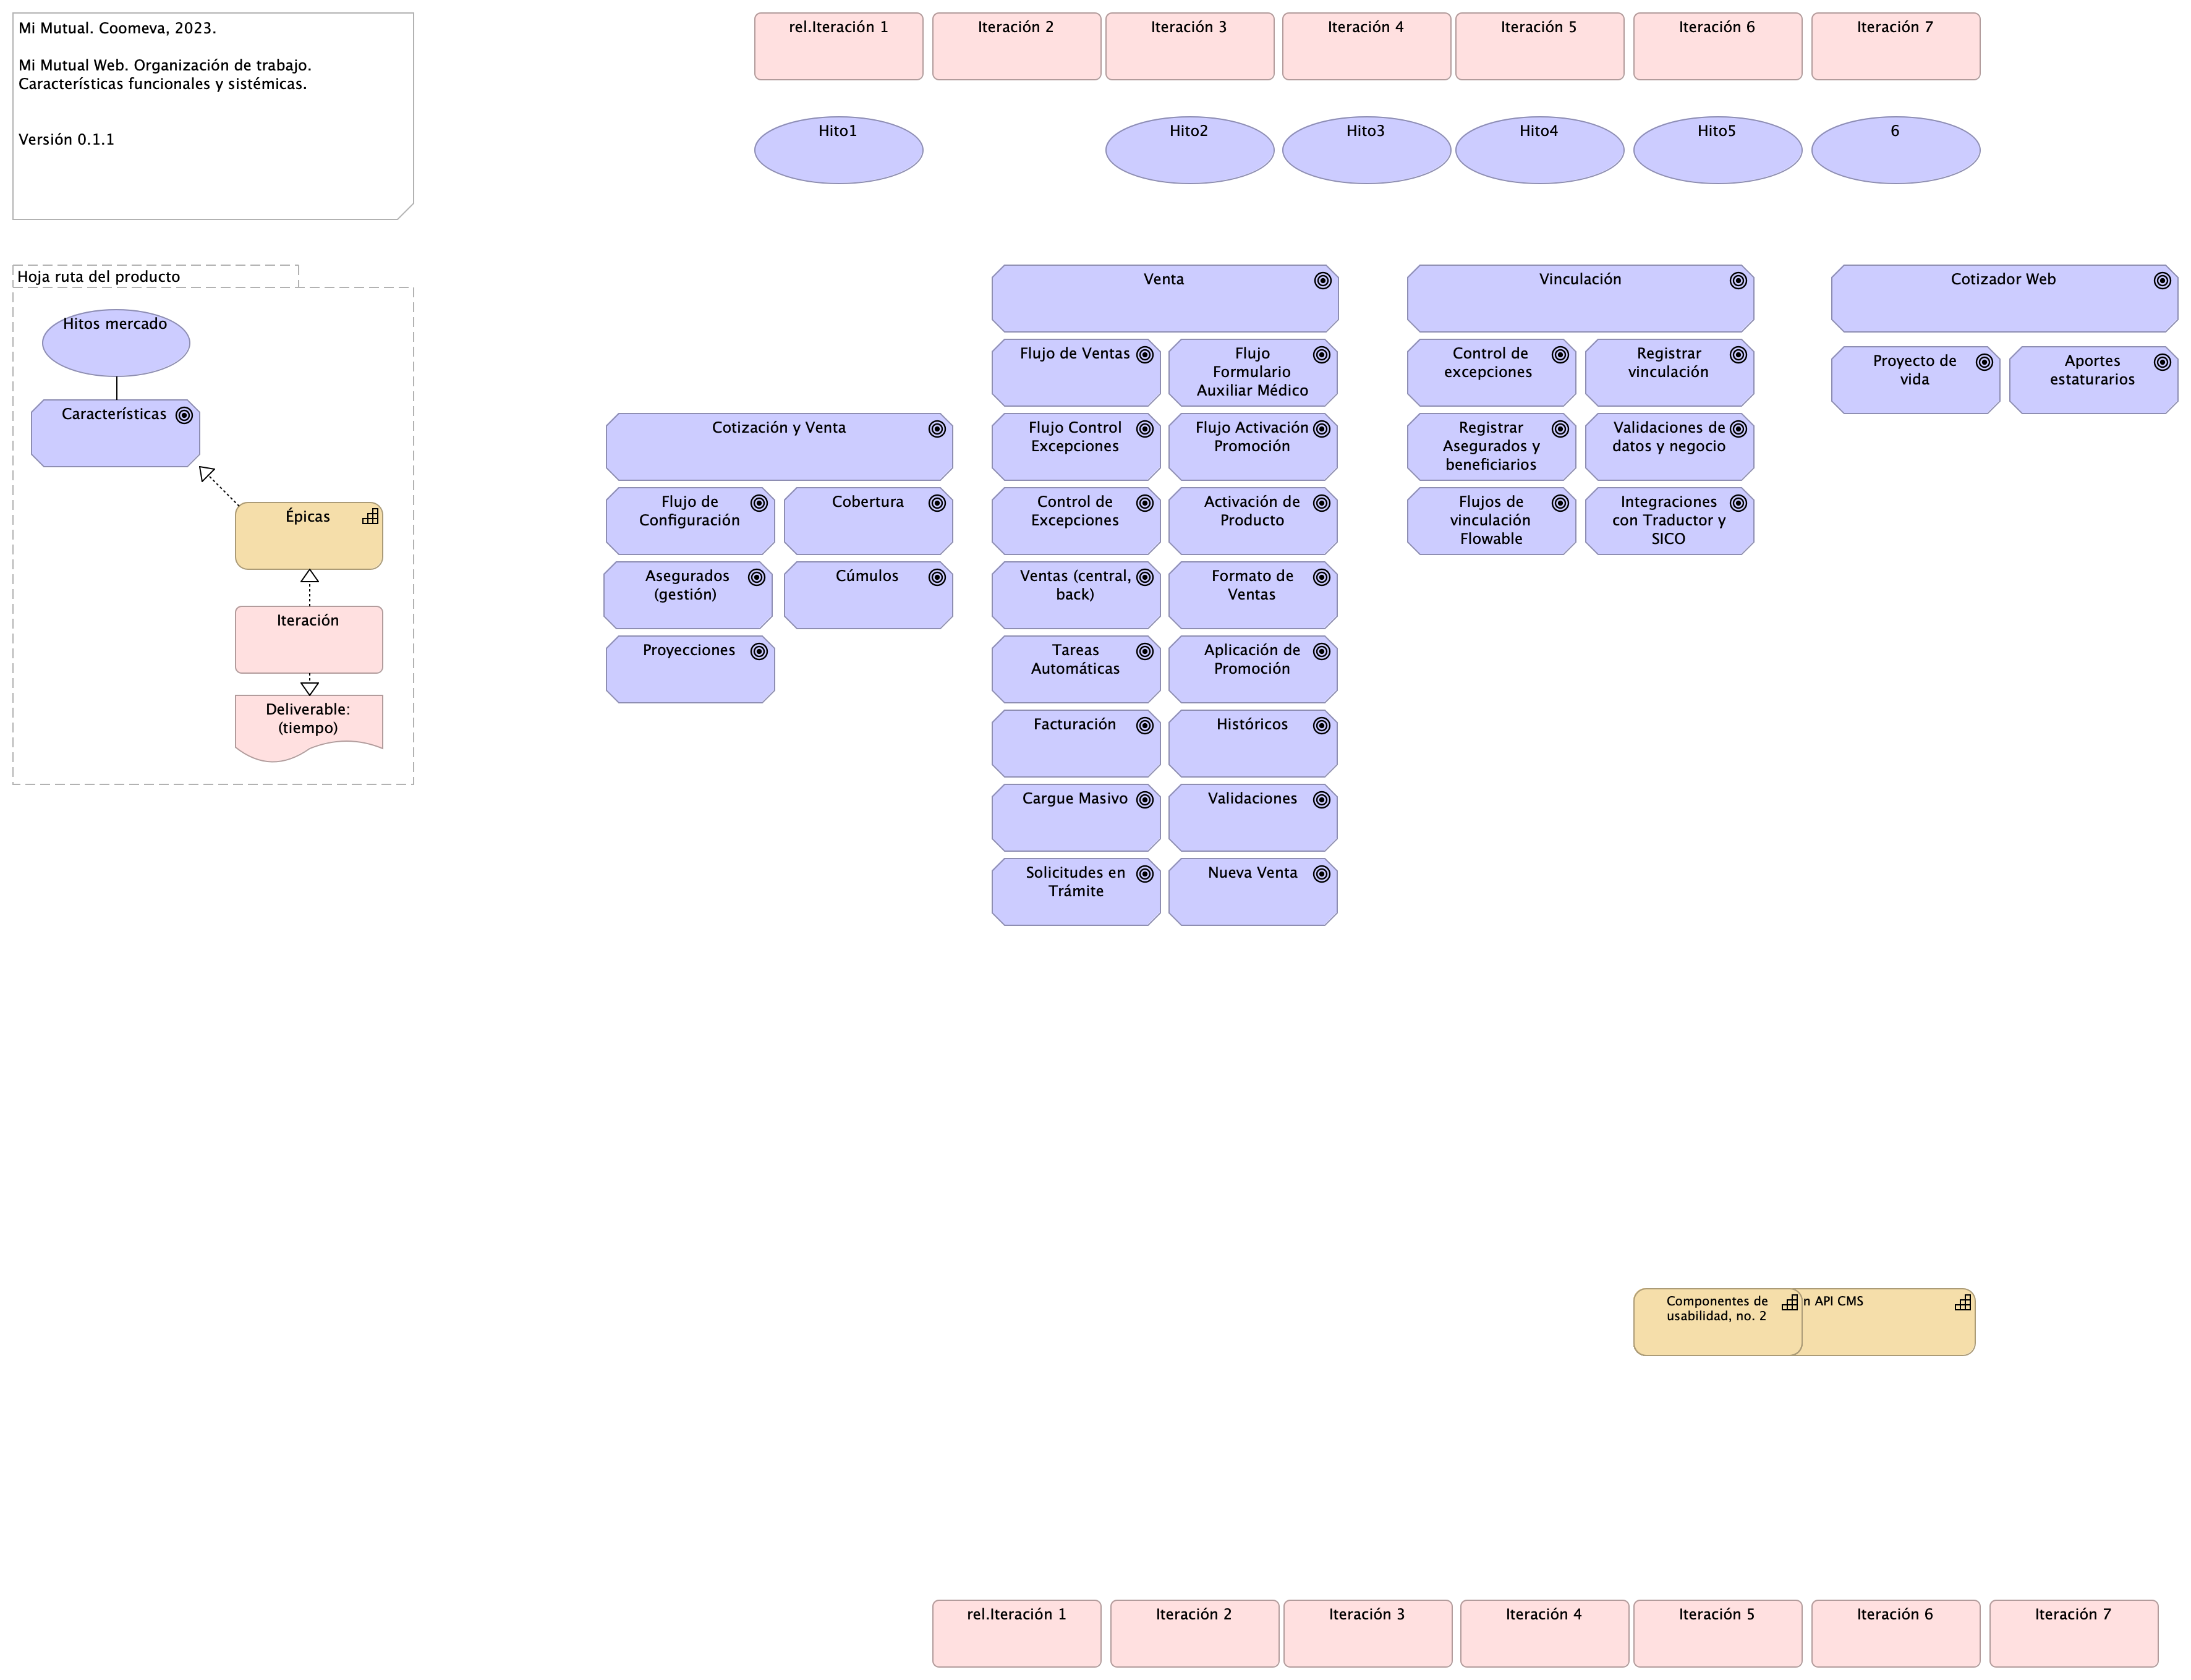 Mi Mutual. Coomeva, 2023.
Mi Mutual Web. Organización de trabajo.
Características funcionales y sistémicas.
Versión 0.1.1
rel.Iteración 1
Iteración 2
Iteración 3
Iteración 4
Iteración 5
Iteración 6
Iteración 7
Hito1
Hito2
Hito3
Hito4
Hito5
6
Hoja ruta del producto
Hitos mercado
Características
Épicas
Iteración
Deliverable:
(tiempo)
Cotización y Venta
Flujo de
Configuración
Cobertura
Asegurados
(gestión)
Cúmulos
Proyecciones
Venta
Flujo de Ventas
Flujo
Formulario
Auxiliar Médico
Flujo Control
Excepciones
Flujo Activación
Promoción
Control de
Excepciones
Activación de
Producto
Ventas (central,
back)
Formato de
Ventas
Tareas
Automáticas
Aplicación de
Promoción
Facturación
Históricos
Cargue Masivo
Validaciones
Solicitudes en
Trámite
Nueva Venta
Vinculación
Control de
excepciones
Registrar
vinculación
Registrar
Asegurados y
beneficiarios
Validaciones de
datos y negocio
Flujos de
vinculación
Flowable
Integraciones
con Traductor y
SICO
Cotizador Web
Proyecto de
vida
Aportes
estaturarios
Componentes de
usabilidad, no. 2
n API CMS
rel.Iteración 1
Iteración 2
Iteración 3
Iteración 4
Iteración 5
Iteración 6
Iteración 7